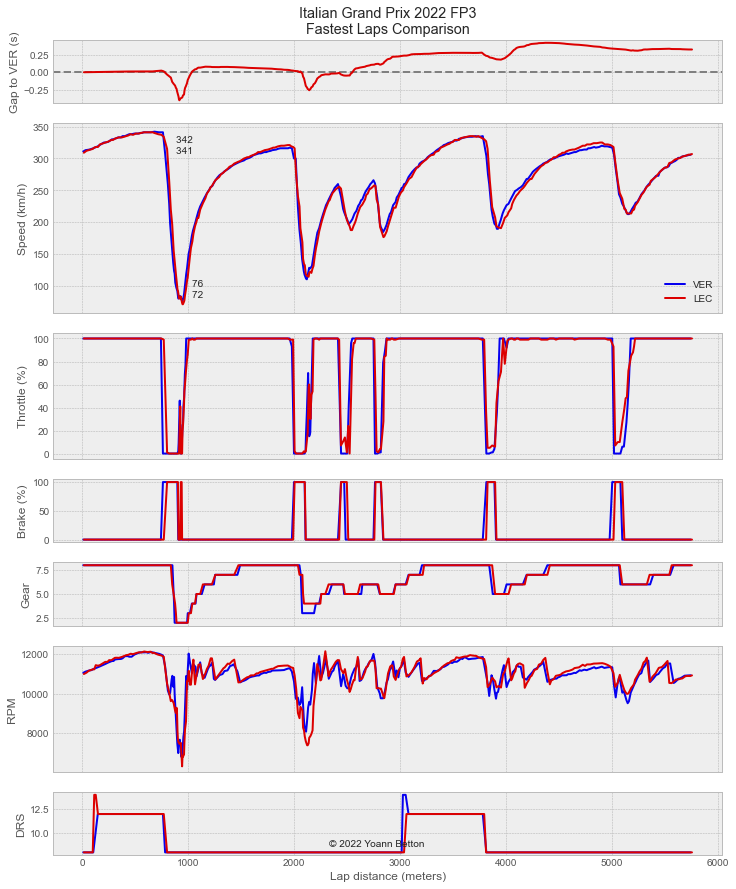 Italian Grand Prix 2022 FP3
Fastest Laps Comparison
Gap to VER (s)
0.25
0.00
−0.25
Speed (km/h)
350
300
250
200
150
100
342
341
76
72
VER
LEC
Throttle (%)
100
80
60
40
20
0
Brake (%)
100
50
0
Gear
7.5
5.0
2.5
RPM
12000
10000
8000
DRS
12.5
10.0
© 2022 Yoann Betton
0
1000
2000
3000
4000
5000
6000
Lap distance (meters)